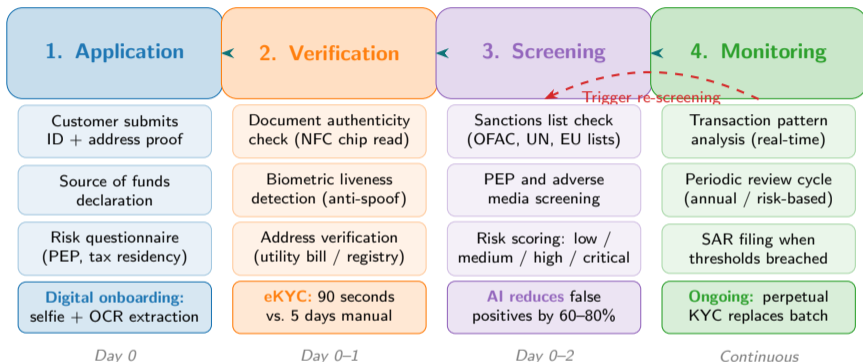 1. Application
2. Verification
3. Screening
4. Monitoring
Trigger re-screening
Customer submits
ID + address proof
Source of funds
declaration
Risk questionnaire
(PEP, tax residency)
Digital onboarding:
selfie + OCR extraction
Day 0
Document authenticity
check (NFC chip read)
Biometric liveness
detection (anti-spoof)
Address verification
(utility bill / registry)
eKYC: 90 seconds
vs. 5 days manual
Day 0–1
Sanctions list check
(OFAC, UN, EU lists)
PEP and adverse
media screening
Risk scoring: low /
medium / high / critical
AI reduces false
positives by 60–80%
Day 0–2
Transaction pattern
analysis (real-time)
Periodic review cycle
(annual / risk-based)
SAR filing when
thresholds breached
Ongoing: perpetual
KYC replaces batch
Continuous